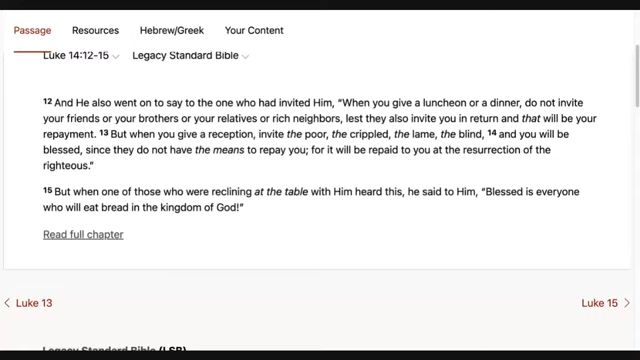 Passage Resources Hebrew/Greek Your Content
Luke 14:12-15 Legacy Standard Bible
12 And He also went on to say to the one who had invited Him, “When you give a luncheon or a dinner, do not invite
your friends or your brothers or your relatives or rich neighbors, lest they also invite you in return and that will be your
repayment. 13 But when you give a reception, invite the poor, the crippled, the lame, the blind, 14 and you will be
blessed, since they do not have the means to repay you; for it will be repaid to you at the resurrection of the
righteous.”
15 But when one of those who were reclining at the table with Him heard this, he said to Him, “Blessed is everyone
who will eat bread in the kingdom of God!”
Read full chapter
Luke 13 Luke 15
Legacy Standard Bible (LSB)